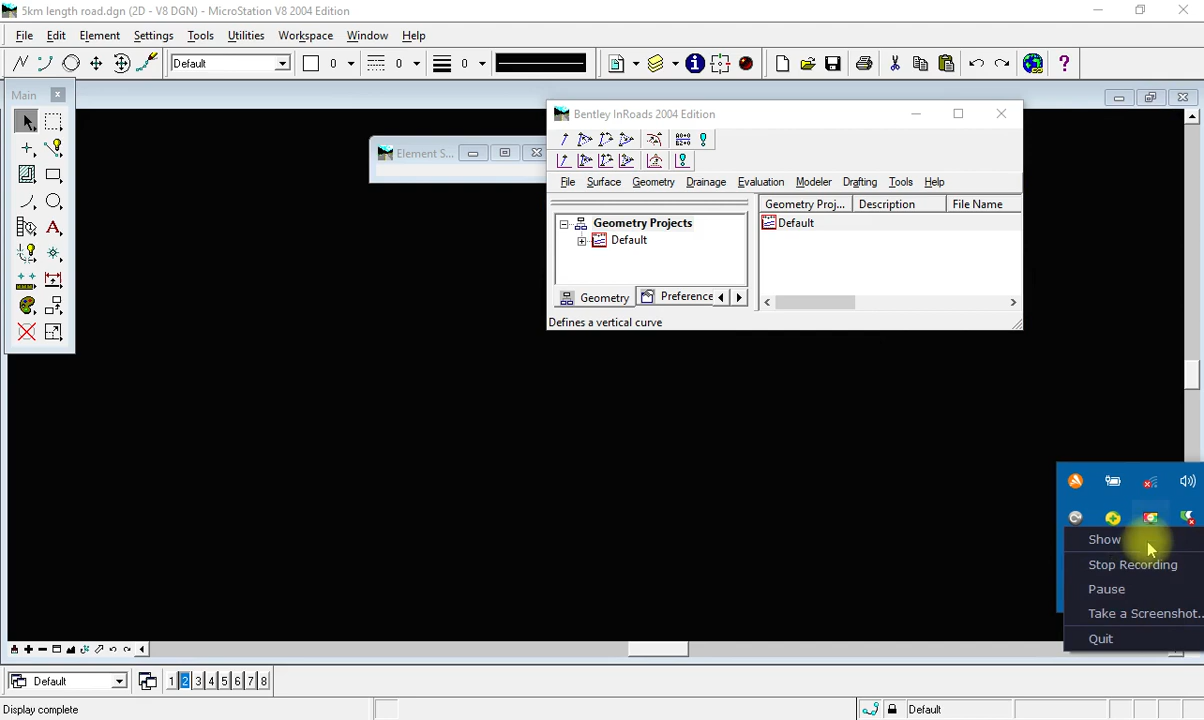 5km length road.dgn (2D - V8 DGN) - MicroStation V8 2004 Edition
File Edit Element Settings Tools Utilities Workspace Window Help
Default 0 0 0
Main
Element S...
Bentley InRoads 2004 Edition
File Surface Geometry Drainage Evaluation Modeler Drafting Tools Help
Geometry Proj... Description File Name
Geometry Projects
Default
Default
Geometry Preference
Defines a vertical curve
Show
Stop Recording
Pause
Take a Screenshot...
Quit
Default 1 2 3 4 5 6 7 8
Display complete Default